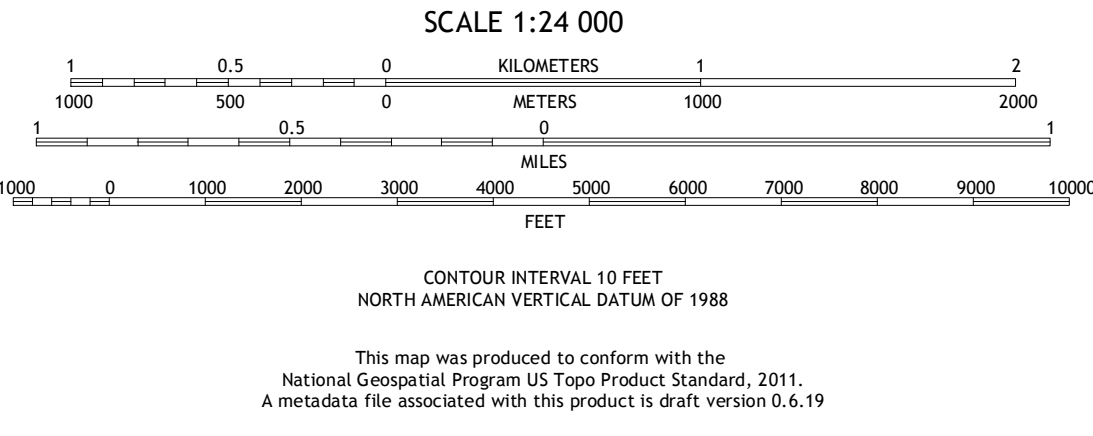 SCALE 1:24 000
1 0.5 0 KILOMETERS 1 2
1000 500 0 METERS 1000 2000
1 0.5 0 1
MILES
1000 0 1000 2000 3000 4000 5000 6000 7000 8000 9000 10000
FEET
CONTOUR INTERVAL 10 FEET
NORTH AMERICAN VERTICAL DATUM OF 1988
This map was produced to conform with the
National Geospatial Program US Topo Product Standard, 2011.
A metadata file associated with this product is draft version 0.6.19